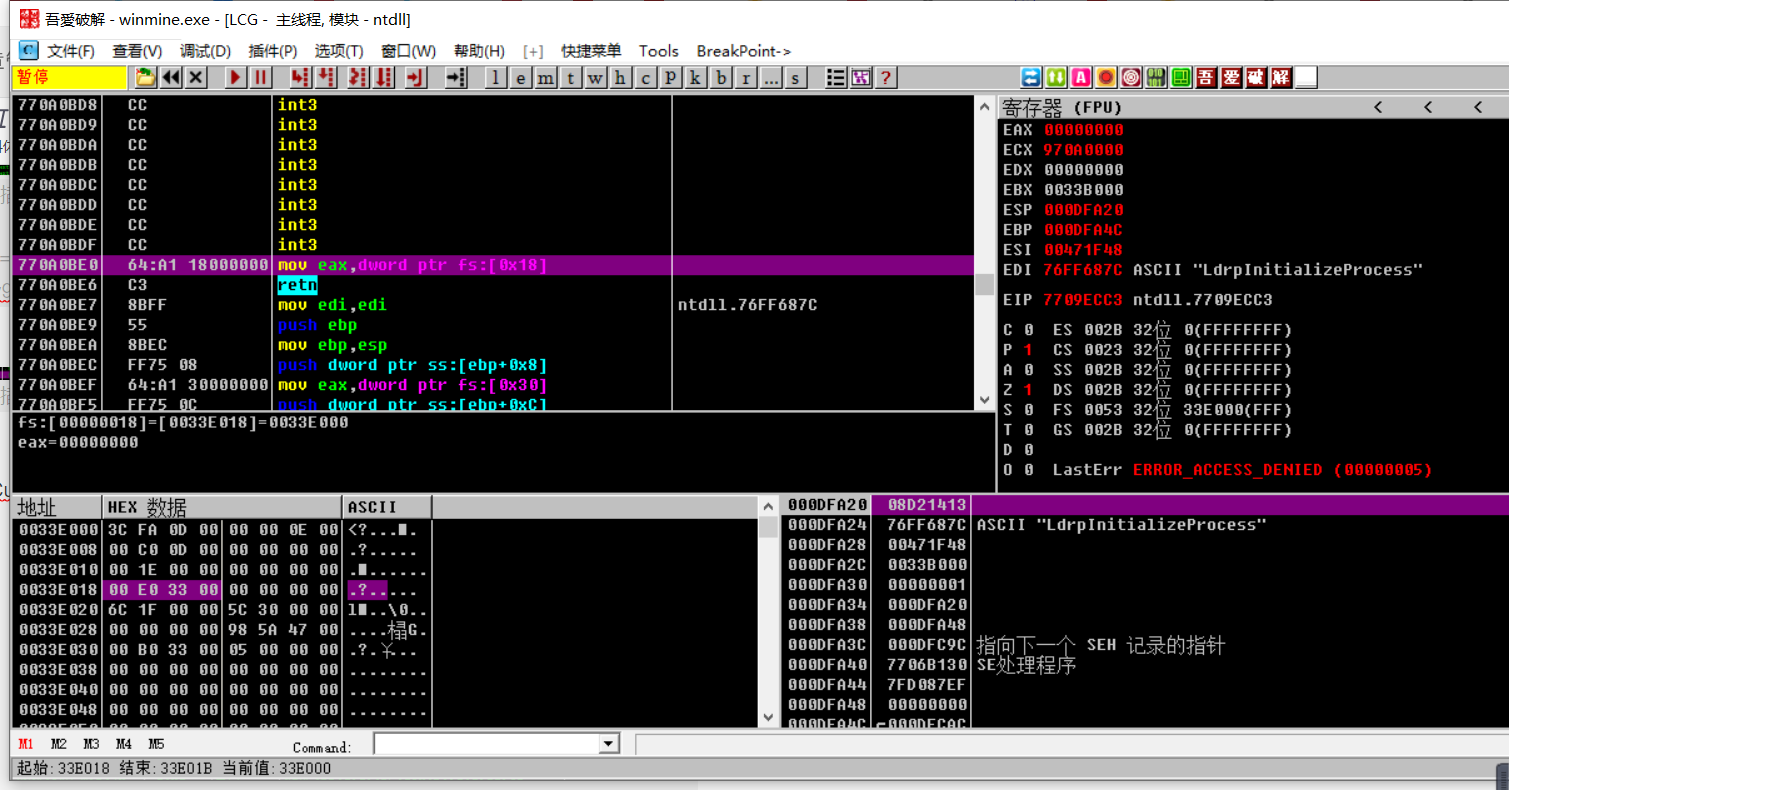 吾愛破解 - winmine.exe - [LCG - 主线程, 模块 - ntdll]
C 文件(F) 查看(V) 调试(D) 插件(P) 选项(T) 窗口(W) 帮助(H) [+] 快捷菜单 Tools BreakPoint->
暂停 l e m t w h c P k b r ... s ? A 吾 爱 破 解
770A0BD8 CC int3
770A0BD9 CC int3
770A0BDA CC int3
770A0BDB CC int3
770A0BDC CC int3
770A0BDD CC int3
770A0BDE CC int3
770A0BDF CC int3
770A0BE0 64:A1 18000000 mov eax,dword ptr fs:[0x18]
770A0BE6 C3 retn
770A0BE7 8BFF mov edi,edi ntdll.76FF687C
770A0BE9 55 push ebp
770A0BEA 8BEC mov ebp,esp
770A0BEC FF75 08 push dword ptr ss:[ebp+0x8]
770A0BEF 64:A1 30000000 mov eax,dword ptr fs:[0x30]
770A0BF5 FF75 0C push dword ptr ss:[ebp+0xC]
fs:[00000018]=[0033E018]=0033E000
eax=00000000
寄存器 (FPU) < < <
EAX 00000000
ECX 970A0000
EDX 00000000
EBX 0033B000
ESP 000DFA20
EBP 000DFA4C
ESI 00471F48
EDI 76FF687C ASCII "LdrpInitializeProcess"
EIP 7709ECC3 ntdll.7709ECC3
C 0 ES 002B 32位 0(FFFFFFFF)
P 1 CS 0023 32位 0(FFFFFFFF)
A 0 SS 002B 32位 0(FFFFFFFF)
Z 1 DS 002B 32位 0(FFFFFFFF)
S 0 FS 0053 32位 33E000(FFF)
T 0 GS 002B 32位 0(FFFFFFFF)
D 0
O 0 LastErr ERROR_ACCESS_DENIED (00000005)
地址 HEX 数据 ASCII
0033E000 3C FA 0D 00 00 00 0E 00 <?....
0033E008 00 C0 0D 00 00 00 00 00 .?.....
0033E010 00 1E 00 00 00 00 00 00 .......
0033E018 00 E0 33 00 00 00 00 00 .?.....
0033E020 6C 1F 00 00 5C 30 00 00 l..\0..
0033E028 00 00 00 00 98 5A 47 00 ....榻G.
0033E030 00 B0 33 00 05 00 00 00 .?.¥...
0033E038 00 00 00 00 00 00 00 00 ........
0033E040 00 00 00 00 00 00 00 00 ........
0033E048 00 00 00 00 00 00 00 00 ........
000DFA20 08D21413
000DFA24 76FF687C ASCII "LdrpInitializeProcess"
000DFA28 00471F48
000DFA2C 0033B000
000DFA30 00000001
000DFA34 000DFA20
000DFA38 000DFA48
000DFA3C 000DFC9C 指向下一个 SEH 记录的指针
000DFA40 7706B130 SE处理程序
000DFA44 7FD087EF
000DFA48 00000000
000DFA4C 000DFCAC
M1 M2 M3 M4 M5 Command:
起始:33E018 结束:33E01B 当前值:33E000